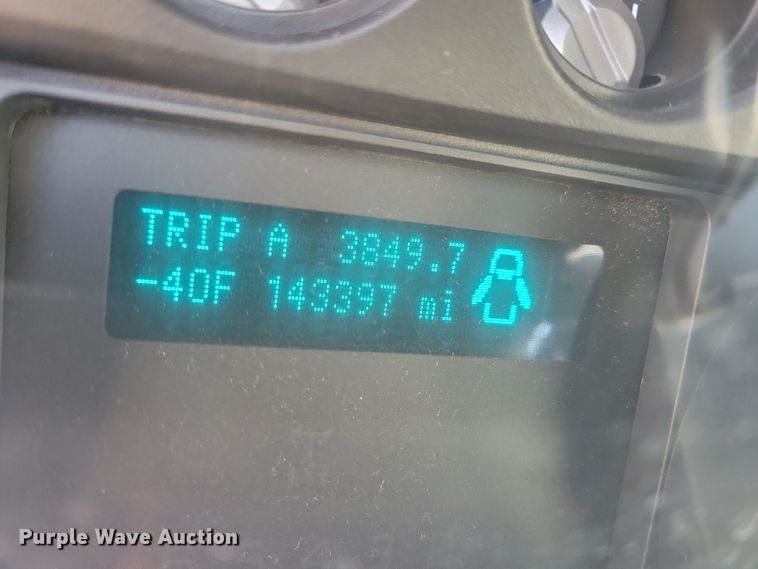 TRIP A 3849.7
-40F 143397 mi
Purple Wave Auction